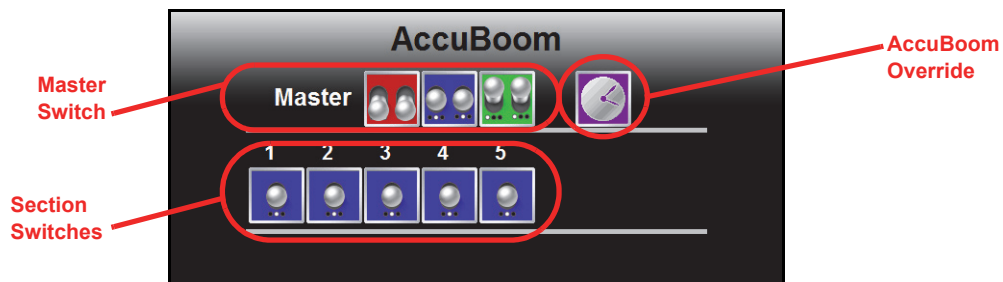 AccuBoom
Master
Switch
Master
AccuBoom
Override
1 2 3 4 5
Section
Switches